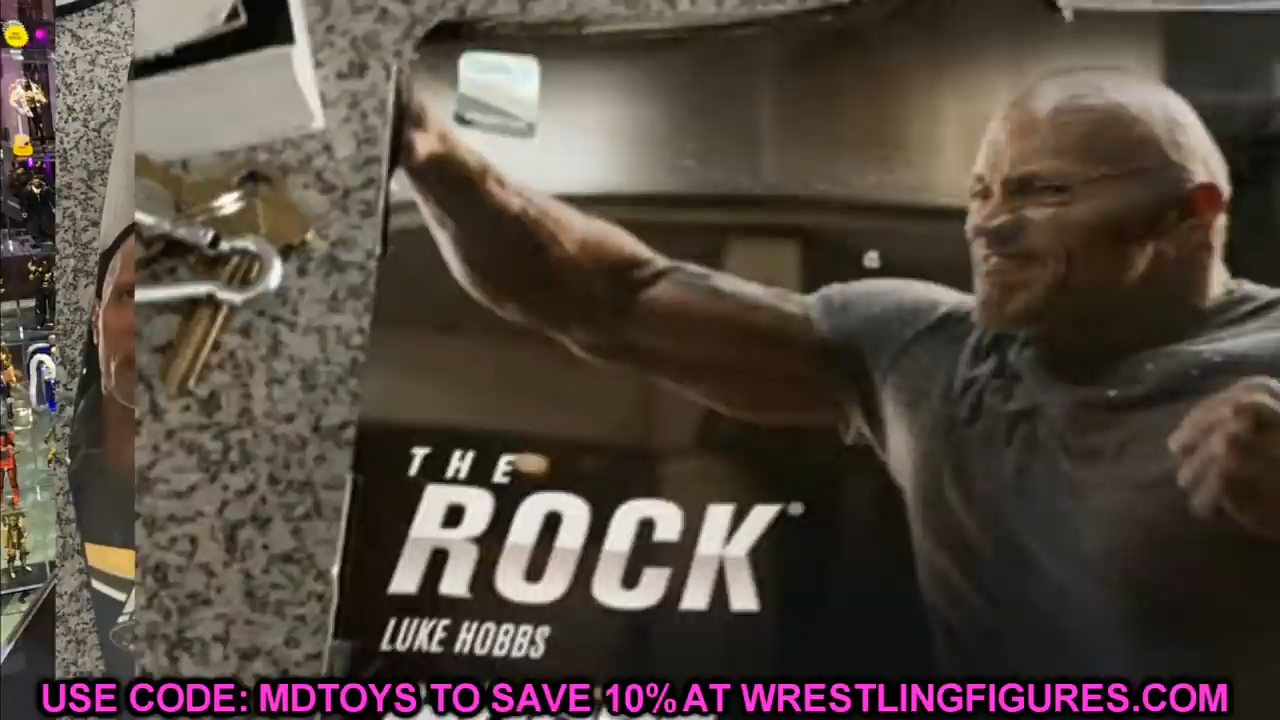 THE
ROCK
LUKE HOBBS
USE CODE: MDTOYS TO SAVE 10% AT WRESTLINGFIGURES.COM